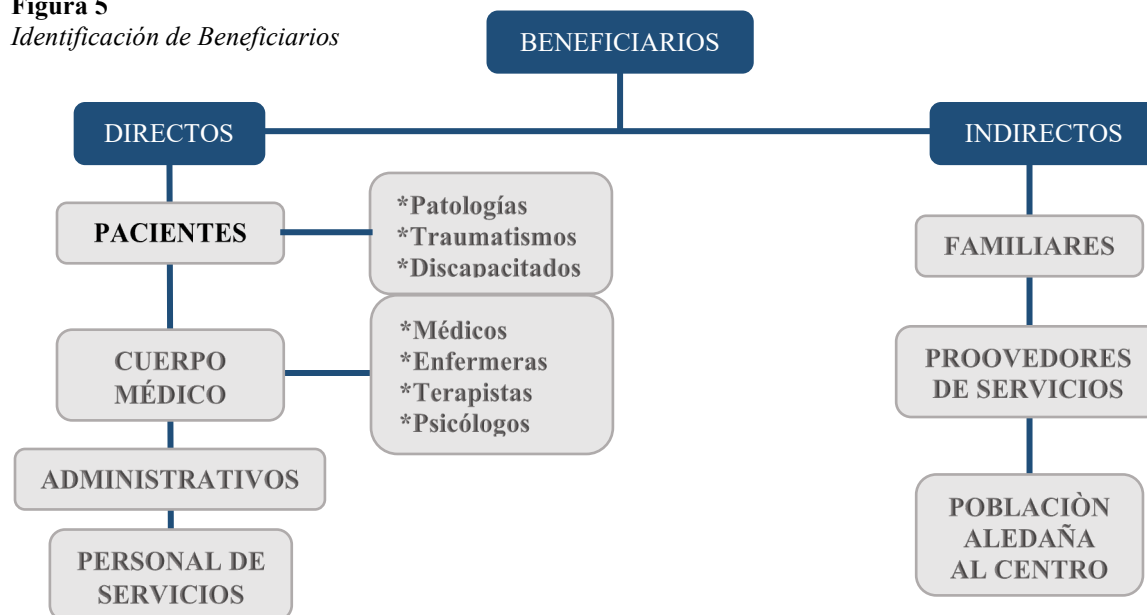 Figura 5
Identificación de Beneficiarios
BENEFICIARIOS
DIRECTOS
INDIRECTOS
PACIENTES
*Patologías
*Traumatismos
*Discapacitados
FAMILIARES
CUERPO
MÉDICO
*Médicos
*Enfermeras
*Terapistas
*Psicólogos
PROOVEDORES
DE SERVICIOS
ADMINISTRATIVOS
PERSONAL DE
SERVICIOS
POBLACIÒN
ALEDAÑA
AL CENTRO